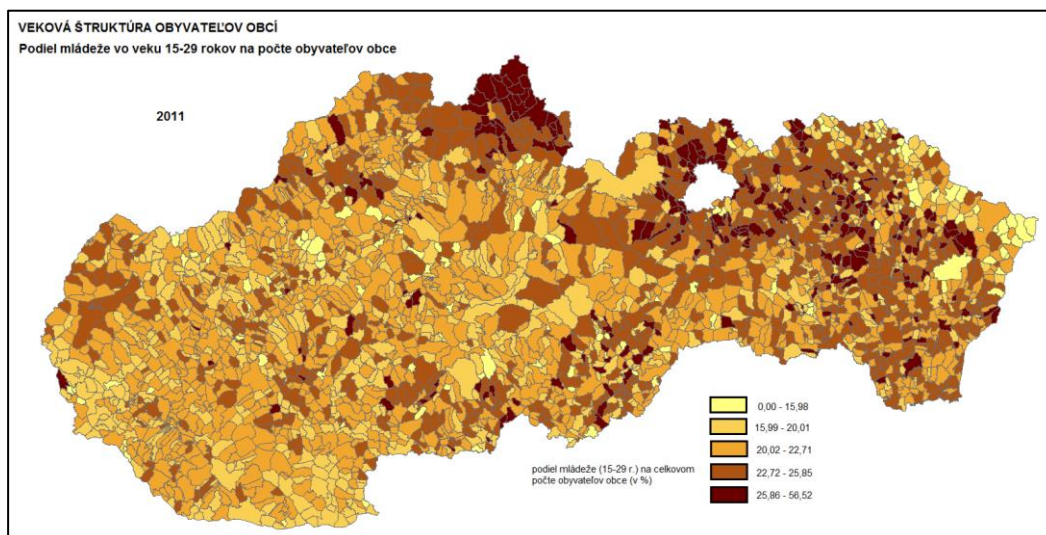 VEKOVÁ ŠTRUKTÚRA OBYVATEĽOV OBCÍ
Podiel mládeže vo veku 15-29 rokov na počte obyvateľov obce
2011
0,00 - 15,98
15,99 - 20,01
20,02 - 22,71
22,72 - 25,85
25,86 - 56,52
podiel mládeže (15-29 r.) na celkovom
počte obyvateľov obce (v %)